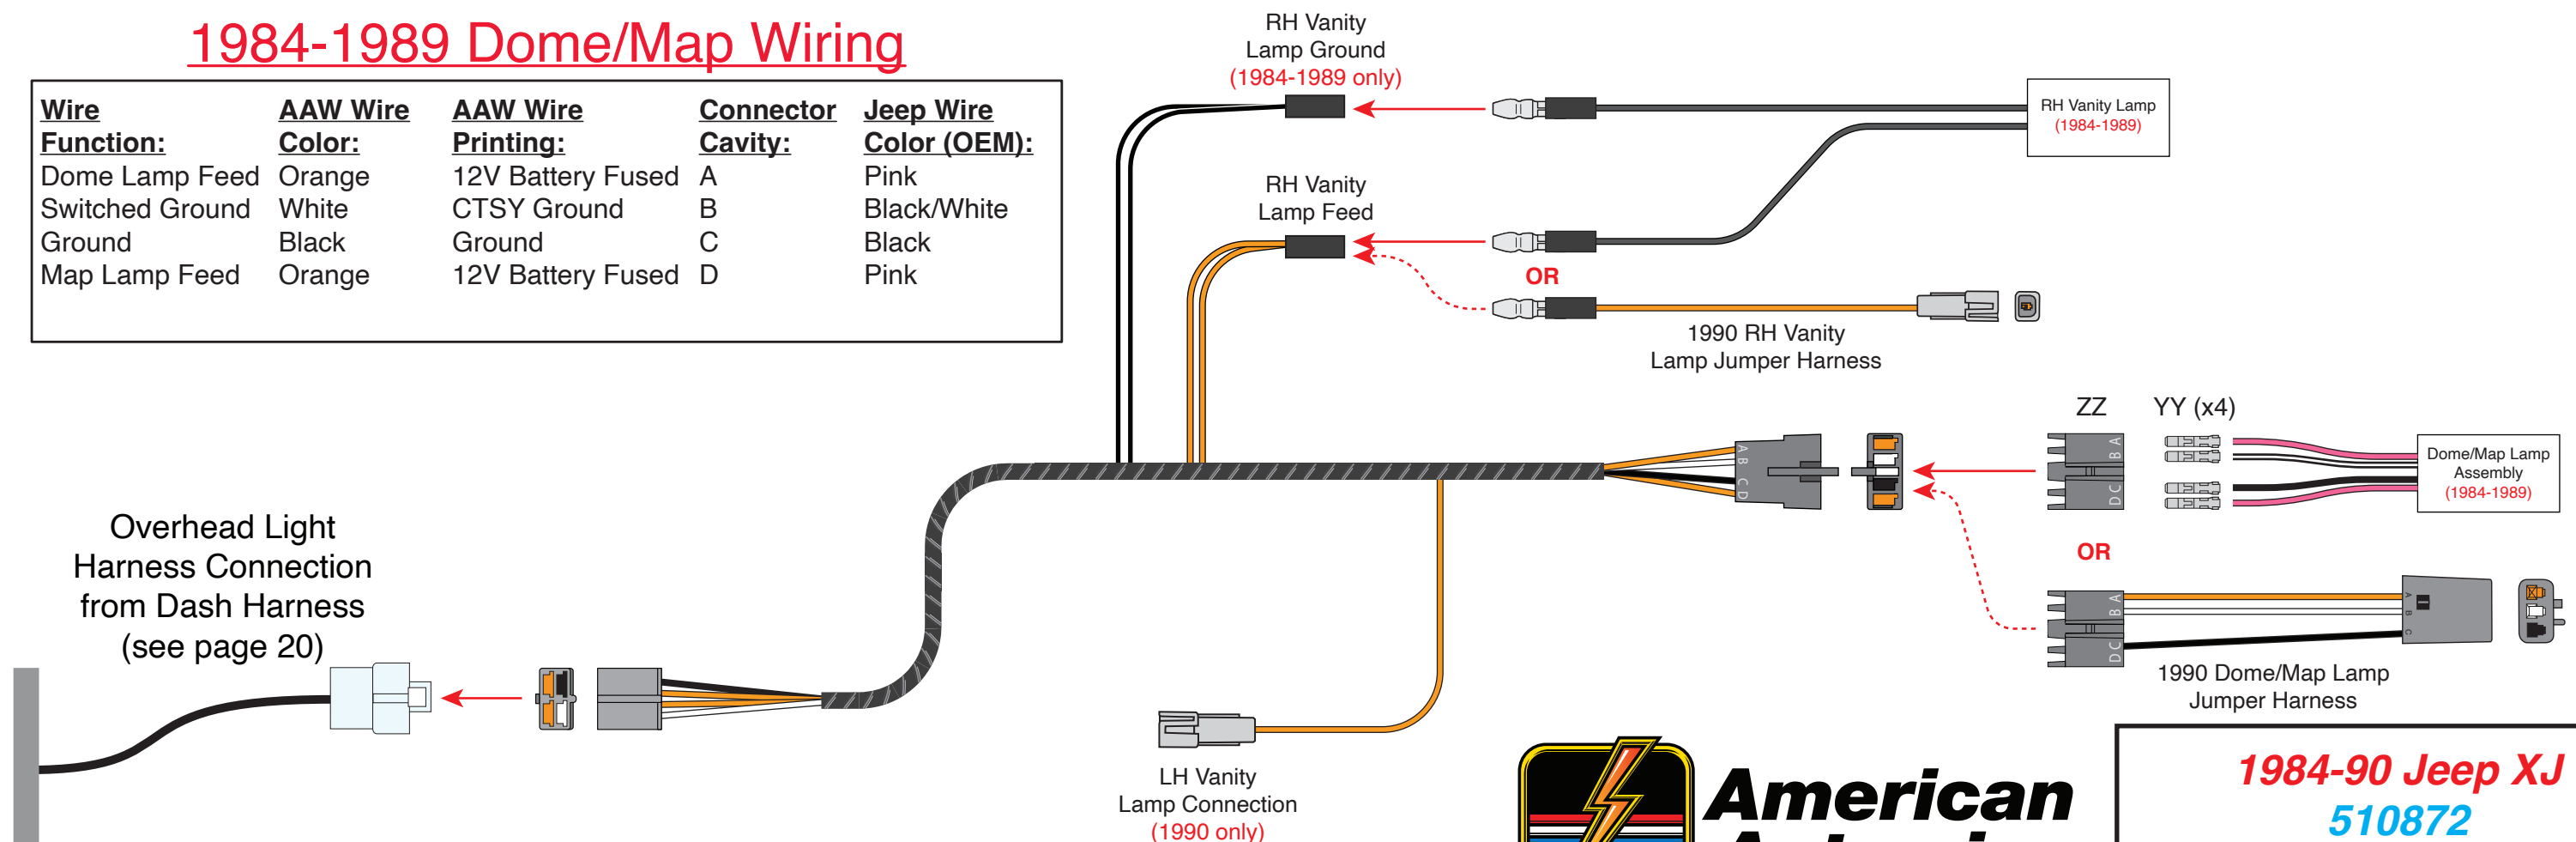 1984-1989 Dome/Map Wiring
Wire Function: AAW Wire Color: AAW Wire Printing: Connector Cavity: Jeep Wire Color (OEM):
Dome Lamp Feed Orange 12V Battery Fused A Pink
Switched Ground White CTSY Ground B Black/White
Ground Black Ground C Black
Map Lamp Feed Orange 12V Battery Fused D Pink
RH Vanity
Lamp Ground
(1984-1989 only)
RH Vanity Lamp
(1984-1989)
RH Vanity
Lamp Feed
OR
1990 RH Vanity
Lamp Jumper Harness
ZZ YY (x4)
A B C D
D C B A
Dome/Map Lamp
Assembly
(1984-1989)
OR
D C B A
A B C
1990 Dome/Map Lamp
Jumper Harness
Overhead Light
Harness Connection
from Dash Harness
(see page 20)
LH Vanity
Lamp Connection
(1990 only)
American
1984-90 Jeep XJ
510872